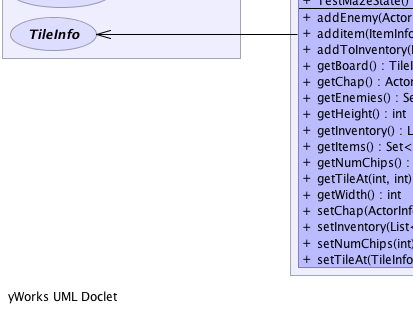 TileInfo
+ TestMazeState()
+ addEnemy(Actor
+ additem(ItemInfo
+ addToInventory(
+ getBoard() : TileI
+ getChap() : Actor
+ getEnemies() : Se
+ getHeight() : int
+ getInventory() : L
+ getItems() : Set<
+ getNumChips() :
+ getTileAt(int, int)
+ getWidth() : int
+ setChap(ActorInf
+ setInventory(List<
+ setNumChips(int)
+ setTileAt(TileInfo
yWorks UML Doclet